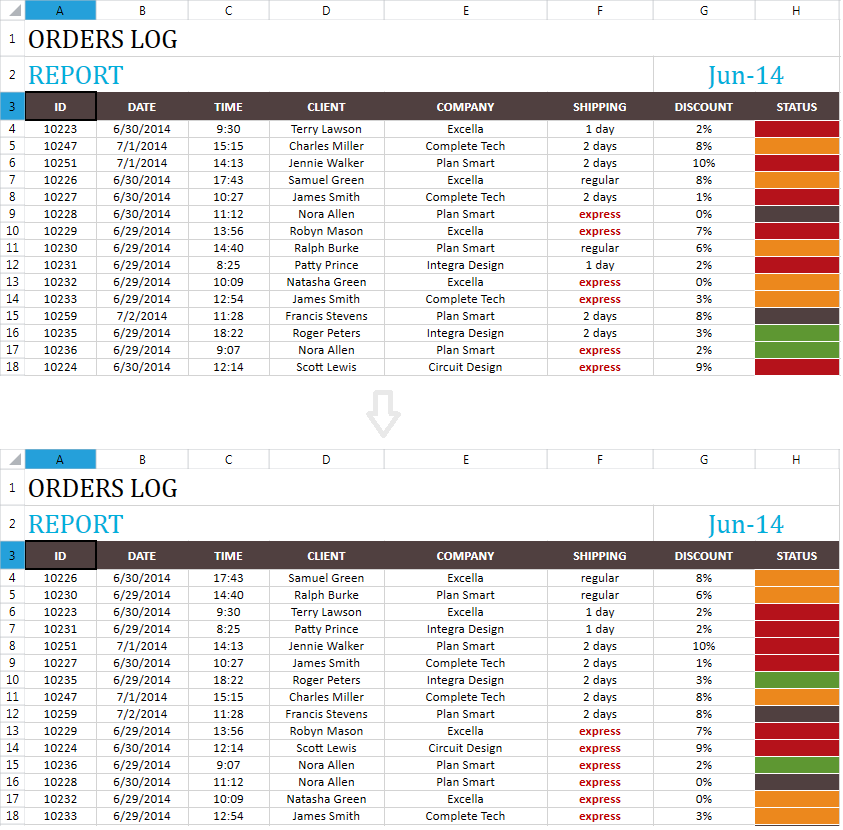 A B C D E F G H
1 ORDERS LOG
2 REPORT Jun-14
3 ID DATE TIME CLIENT COMPANY SHIPPING DISCOUNT STATUS
4 10223 6/30/2014 9:30 Terry Lawson Excella 1 day 2%
5 10247 7/1/2014 15:15 Charles Miller Complete Tech 2 days 8%
6 10251 7/1/2014 14:13 Jennie Walker Plan Smart 2 days 10%
7 10226 6/30/2014 17:43 Samuel Green Excella regular 8%
8 10227 6/30/2014 10:27 James Smith Complete Tech 2 days 1%
9 10228 6/30/2014 11:12 Nora Allen Plan Smart express 0%
10 10229 6/29/2014 13:56 Robyn Mason Excella express 7%
11 10230 6/29/2014 14:40 Ralph Burke Plan Smart regular 6%
12 10231 6/29/2014 8:25 Patty Prince Integra Design 1 day 2%
13 10232 6/29/2014 10:09 Natasha Green Excella express 0%
14 10233 6/29/2014 12:54 James Smith Complete Tech express 3%
15 10259 7/2/2014 11:28 Francis Stevens Plan Smart 2 days 8%
16 10235 6/29/2014 18:22 Roger Peters Integra Design 2 days 3%
17 10236 6/29/2014 9:07 Nora Allen Plan Smart express 2%
18 10224 6/30/2014 12:14 Scott Lewis Circuit Design express 9%
A B C D E F G H
1 ORDERS LOG
2 REPORT Jun-14
3 ID DATE TIME CLIENT COMPANY SHIPPING DISCOUNT STATUS
4 10226 6/30/2014 17:43 Samuel Green Excella regular 8%
5 10230 6/29/2014 14:40 Ralph Burke Plan Smart regular 6%
6 10223 6/30/2014 9:30 Terry Lawson Excella 1 day 2%
7 10231 6/29/2014 8:25 Patty Prince Integra Design 1 day 2%
8 10251 7/1/2014 14:13 Jennie Walker Plan Smart 2 days 10%
9 10227 6/30/2014 10:27 James Smith Complete Tech 2 days 1%
10 10235 6/29/2014 18:22 Roger Peters Integra Design 2 days 3%
11 10247 7/1/2014 15:15 Charles Miller Complete Tech 2 days 8%
12 10259 7/2/2014 11:28 Francis Stevens Plan Smart 2 days 8%
13 10229 6/29/2014 13:56 Robyn Mason Excella express 7%
14 10224 6/30/2014 12:14 Scott Lewis Circuit Design express 9%
15 10236 6/29/2014 9:07 Nora Allen Plan Smart express 2%
16 10228 6/30/2014 11:12 Nora Allen Plan Smart express 0%
17 10232 6/29/2014 10:09 Natasha Green Excella express 0%
18 10233 6/29/2014 12:54 James Smith Complete Tech express 3%